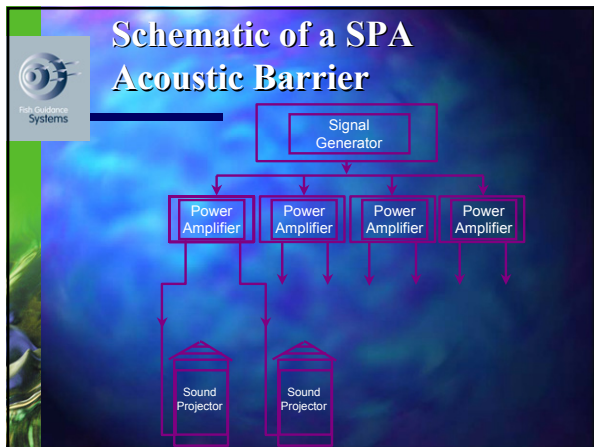 Schematic of a SPA
Acoustic Barrier
Fish Guidance
Systems
Signal
Generator
Power
Amplifier
Power
Amplifier
Power
Amplifier
Power
Amplifier
Sound
Projector
Sound
Projector